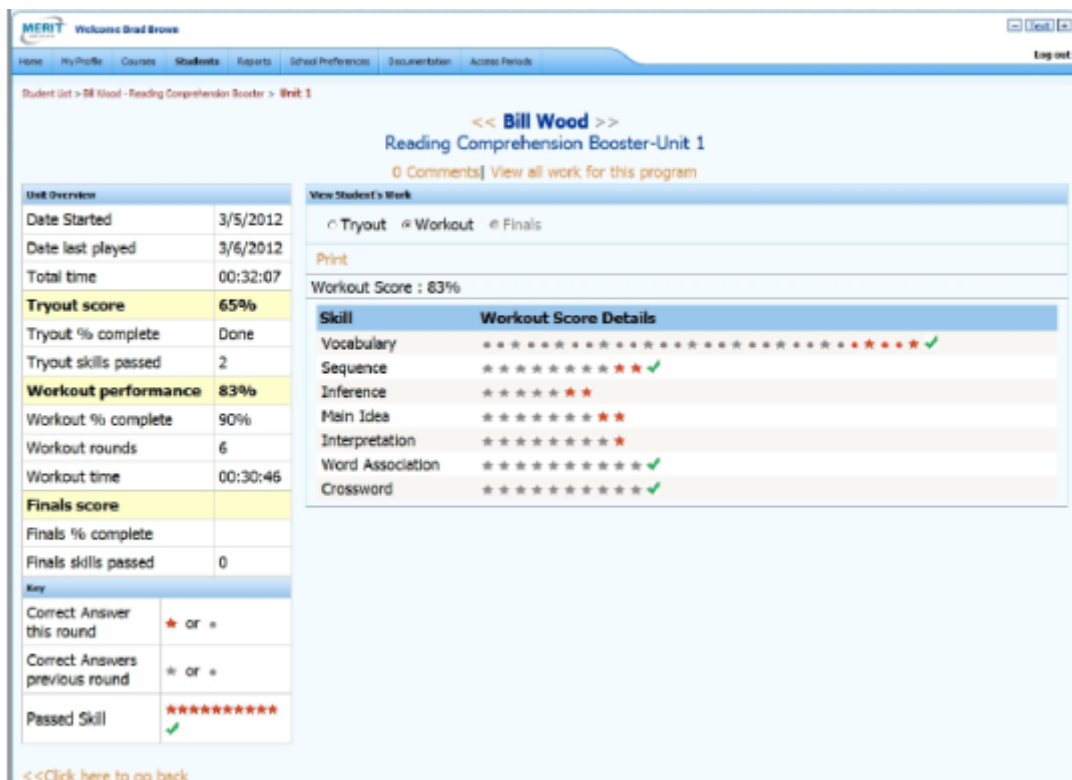 MERIT Welcome Brad Brown
- Text +
Home My Profile Courses Students Reports School Preferences Documentation Access Periods
Log out
Student List > Bill Wood - Reading Comprehension Booster > Unit 1
<< Bill Wood >>
Reading Comprehension Booster-Unit 1
0 Comments| View all work for this program
Unit Overview
Date Started 3/5/2012
Date last played 3/6/2012
Total time 00:32:07
Tryout score 65%
Tryout % complete Done
Tryout skills passed 2
Workout performance 83%
Workout % complete 90%
Workout rounds 6
Workout time 00:30:46
Finals score
Finals % complete
Finals skills passed 0
Key
Correct Answer
this round
or
Correct Answers
previous round
or
Passed Skill
<<Click here to go back
View Student's Work
Tryout Workout Finals
Print
Workout Score : 83%
Skill Workout Score Details
Vocabulary
Sequence
Inference
Main Idea
Interpretation
Word Association
Crossword